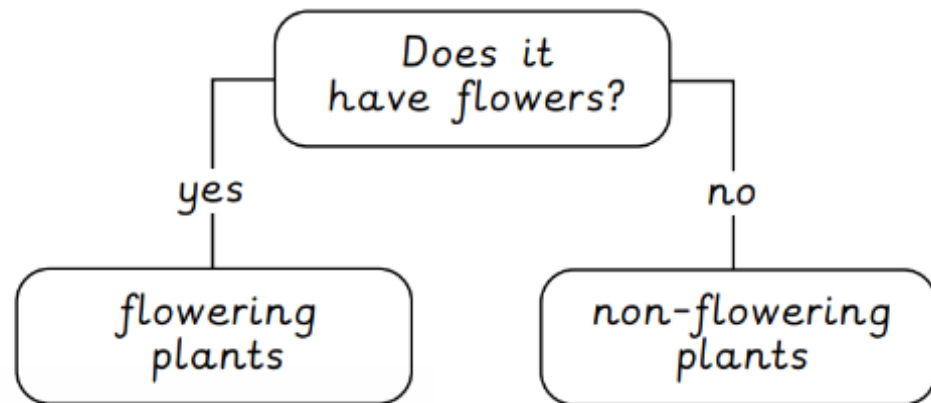 Does it
have flowers?
yes
no
flowering
plants
non-flowering
plants